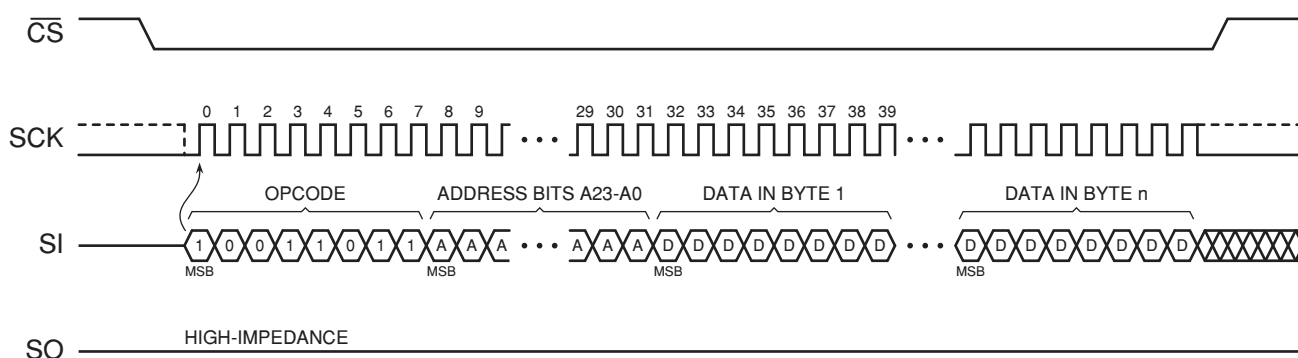 CS
0 1 2 3 4 5 6 7 8 9 29 30 31 32 33 34 35 36 37 38 39
SCK
OPCODE ADDRESS BITS A23-A0 DATA IN BYTE 1 DATA IN BYTE n
SI 1 0 0 1 1 0 1 1 A A A A A A D D D D D D D D D D D D D D D D
MSB MSB MSB MSB
HIGH-IMPEDANCE
SO